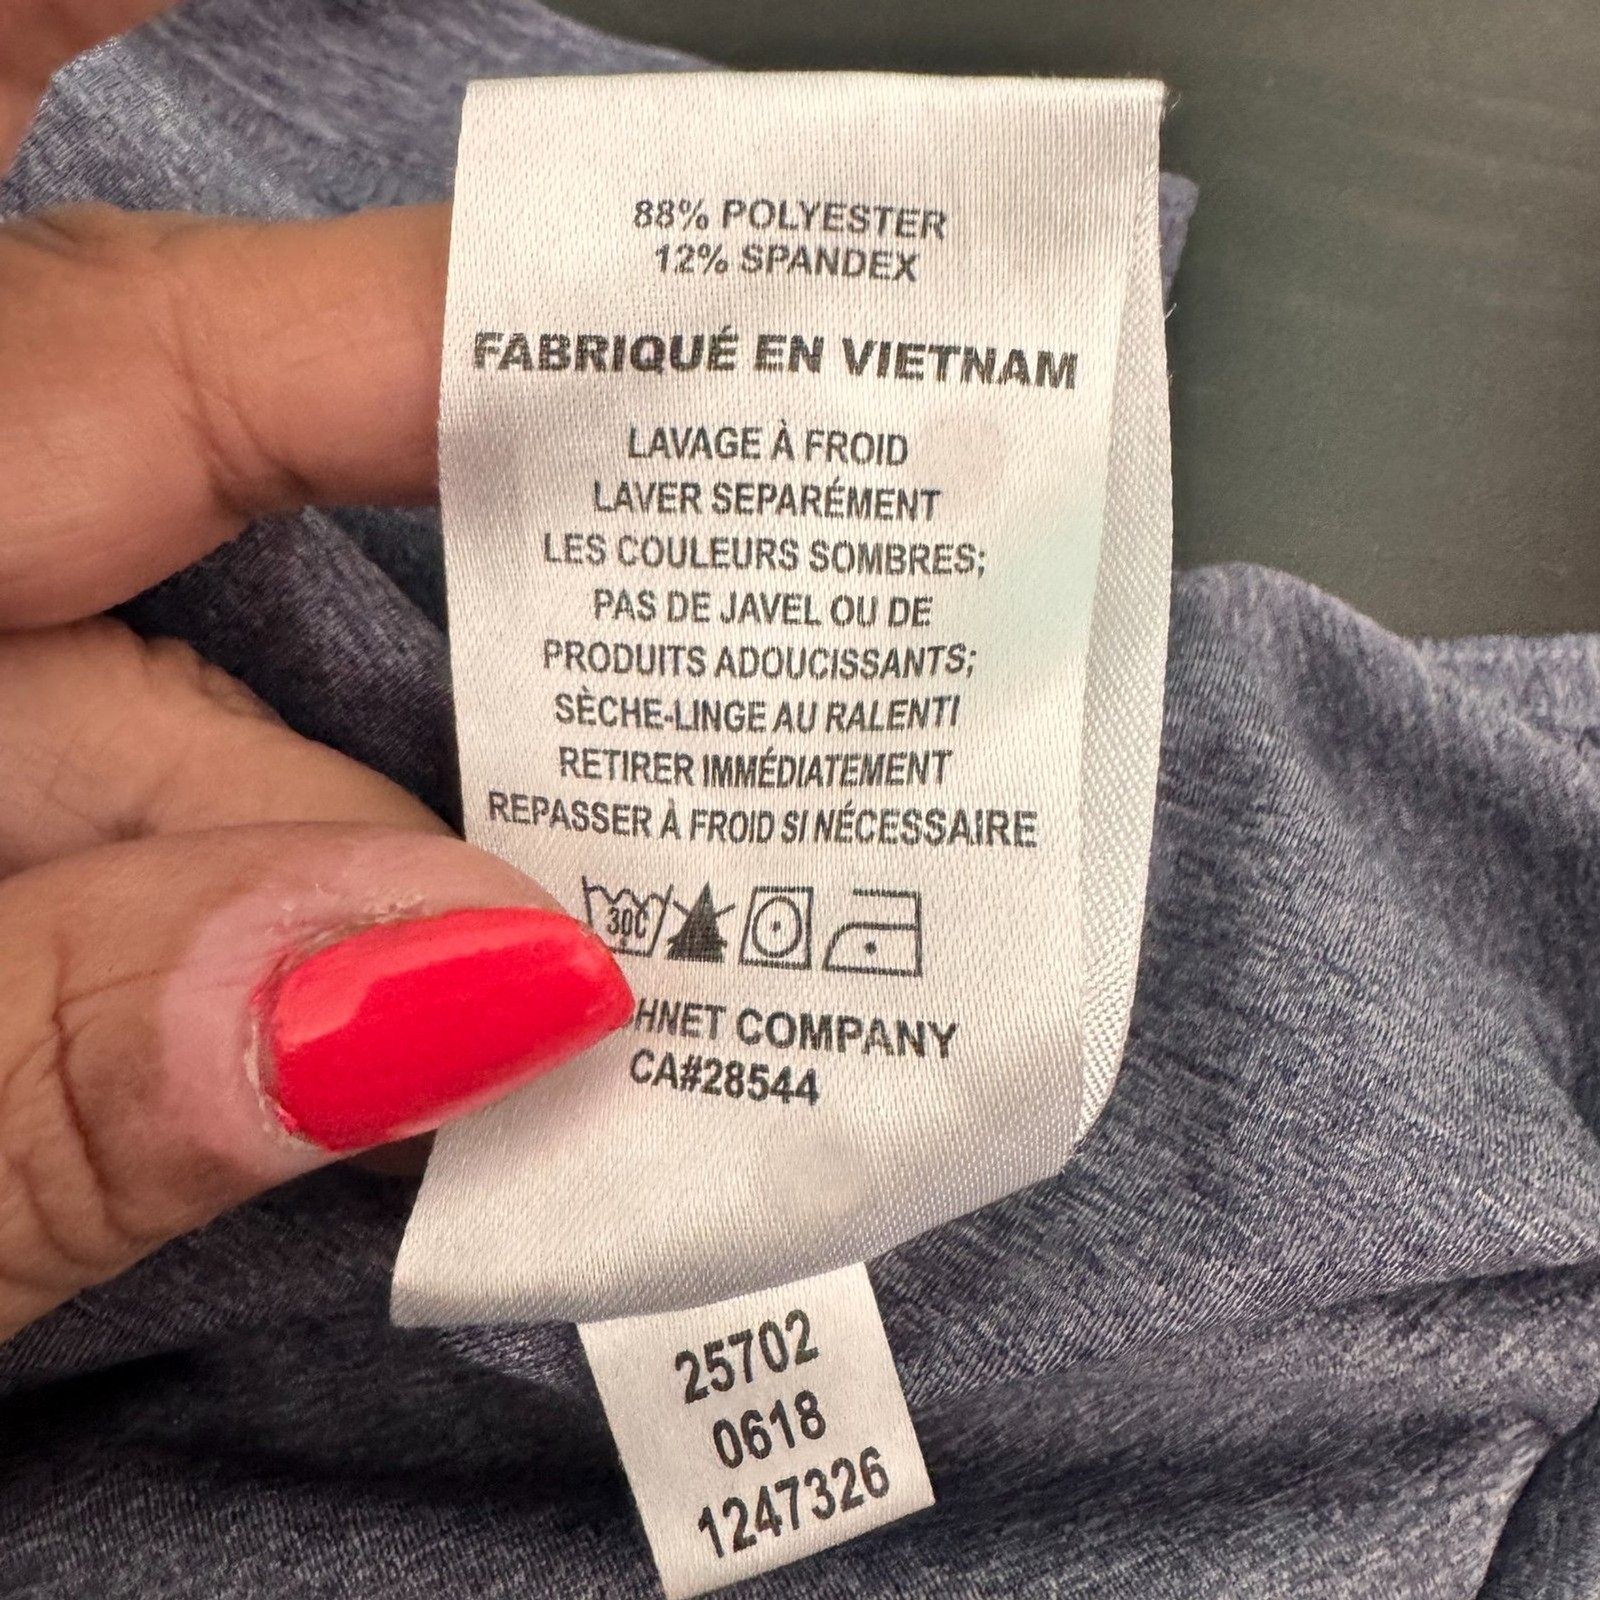 88% POLYESTER
12% SPANDEX
FABRIQUÉ EN VIETNAM
LAVAGE À FROID
LAVER SEPARÉMENT
LES COULEURS SOMBRES;
PAS DE JAVEL OU DE
PRODUITS ADOUCISSANTS;
SÈCHE-LINGE AU RALENTI
RETIRER IMMÉDIATEMENT
REPASSER À FROID SI NÉCESSAIRE
30C
COMPANY
CA#28544
25702
0618
1247326